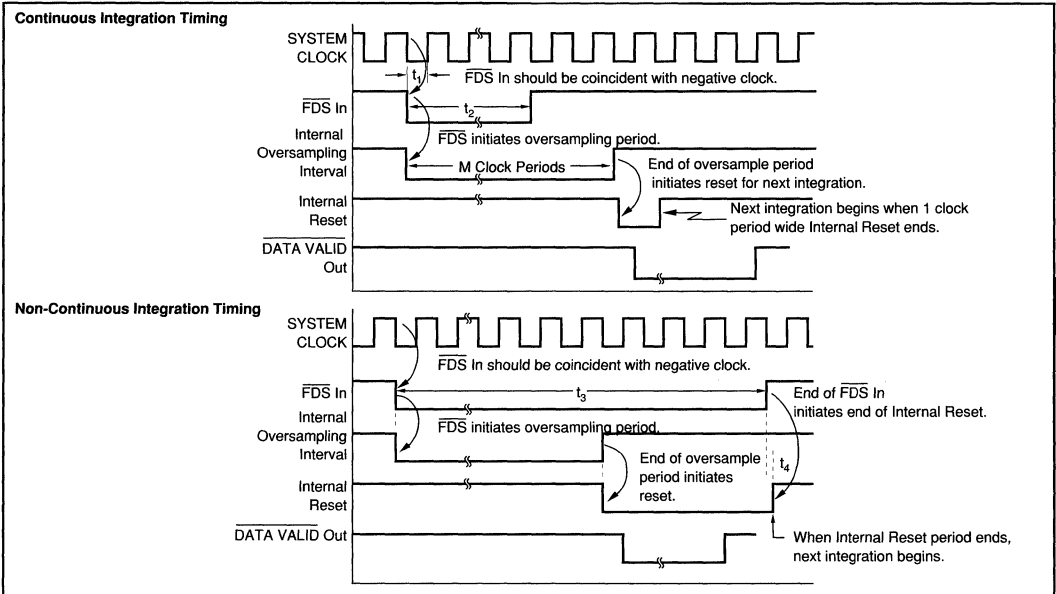 Continuous Integration Timing
SYSTEM
CLOCK
t1
FDS In should be coincident with negative clock.
FDS In
t2
FDS initiates oversampling period.
Internal
Oversampling
Interval
M Clock Periods
End of oversample period
initiates reset for next integration.
Internal
Reset
Next integration begins when 1 clock
period wide Internal Reset ends.
DATA VALID
Out
Non-Continuous Integration Timing
SYSTEM
CLOCK
FDS In should be coincident with negative clock.
FDS In
t3
End of FDS In
initiates end of Internal Reset.
FDS initiates oversampling period.
Internal
Oversampling
Interval
End of oversample
period initiates
reset.
t4
Internal
Reset
DATA VALID Out
When Internal Reset period ends,
next integration begins.